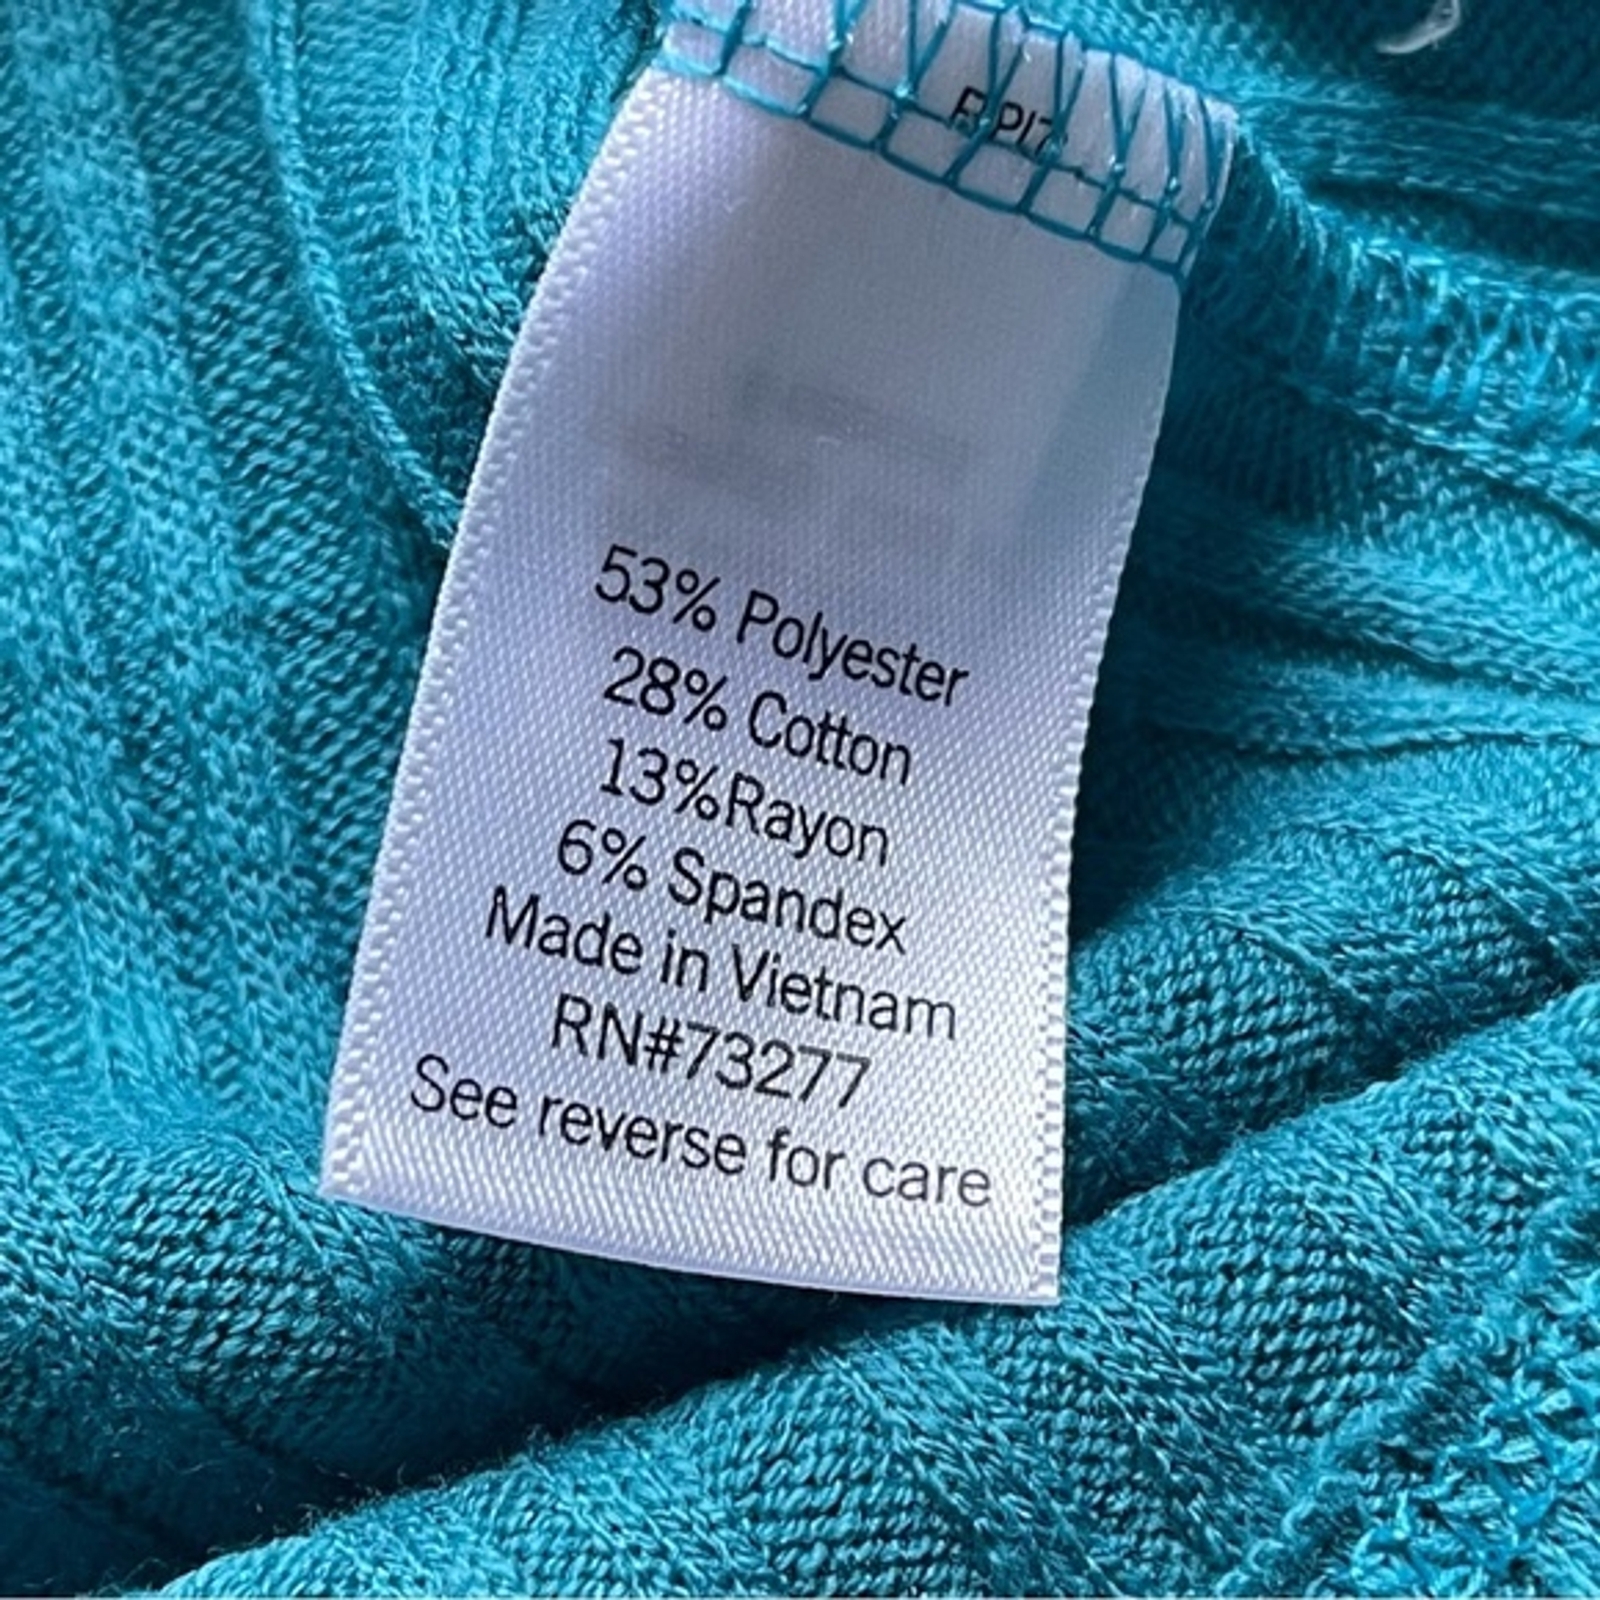 53% Polyester
28% Cotton
13%Rayon
6% Spandex
Made in Vietnam
RN#73277
See reverse for care